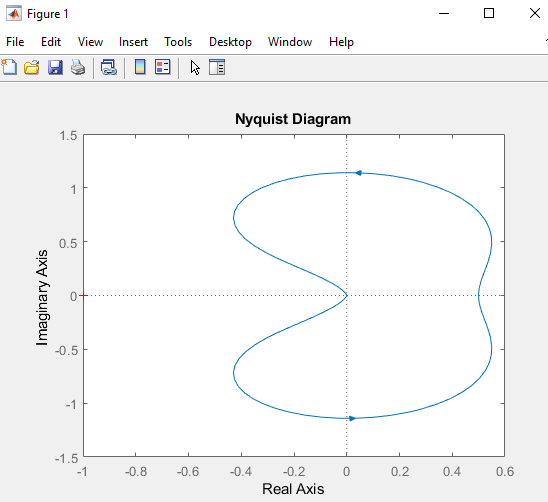 Figure 1
File Edit View Insert Tools Desktop Window Help
Nyquist Diagram
1.5
1
0.5
0
-0.5
-1
-1.5
Imaginary Axis
-1 -0.8 -0.6 -0.4 -0.2 0 0.2 0.4 0.6
Real Axis